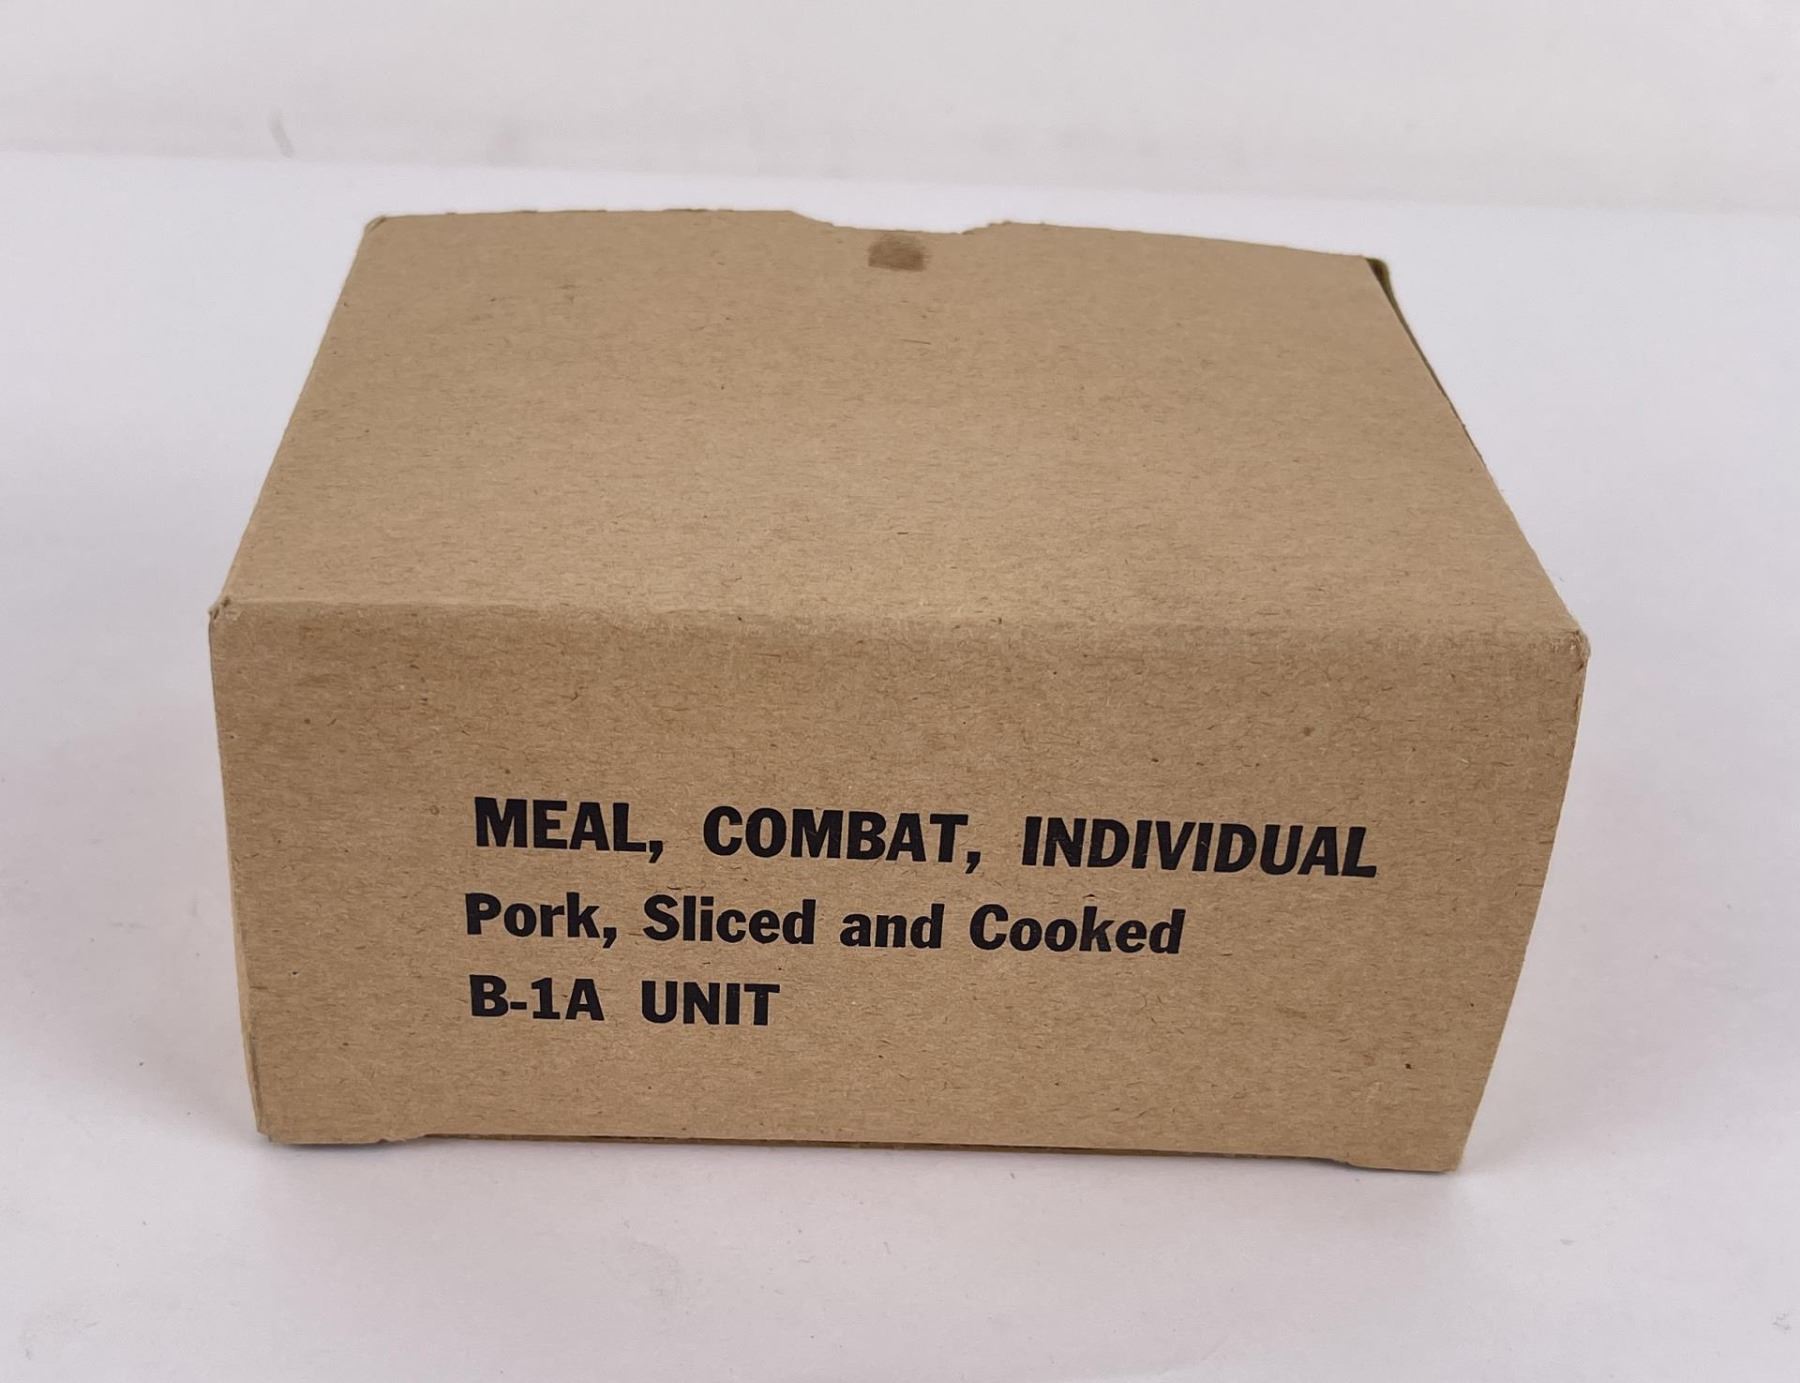 MEAL, COMBAT, INDIVIDUAL
Pork, Sliced and Cooked
B-1A UNIT